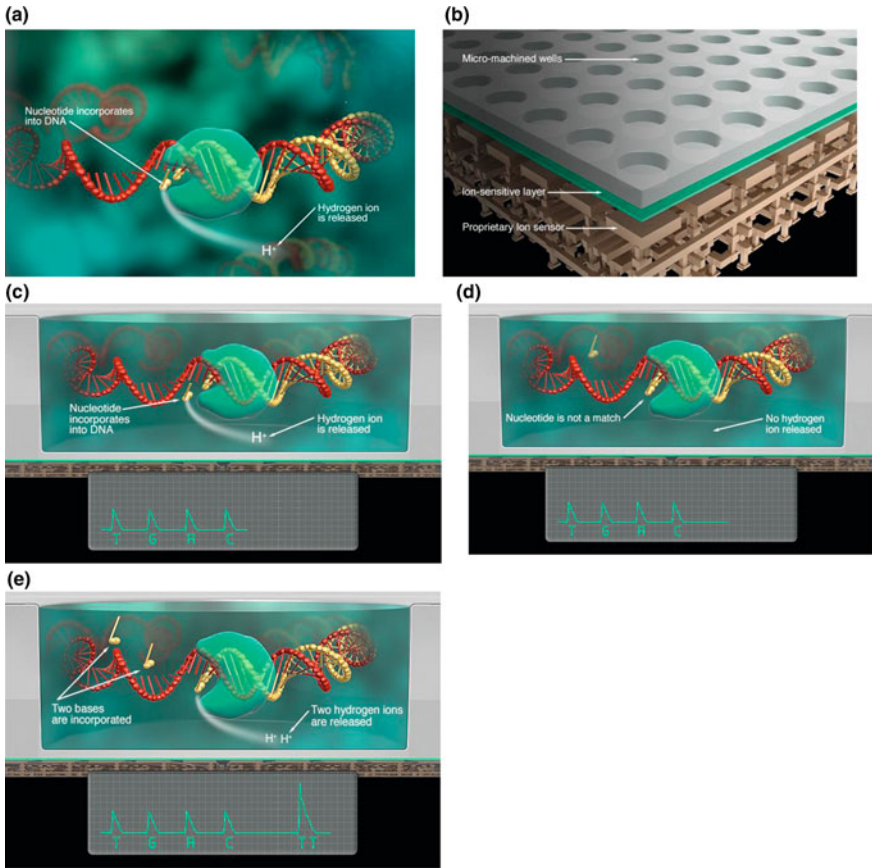 (a)
Nucleotide incorporates
into DNA
Hydrogen ion
is released
H⁺
(b)
Micro-machined wells
Ion-sensitive layer
Proprietary Ion sensor
(c)
Nucleotide
incorporates
into DNA
Hydrogen ion
is released
H⁺
T G A C
(d)
Nucleotide is not a match
No hydrogen
ion released
T G A C
(e)
Two bases
are incorporated
Two hydrogen ions
are released
H⁺ H⁺
T G A C TT